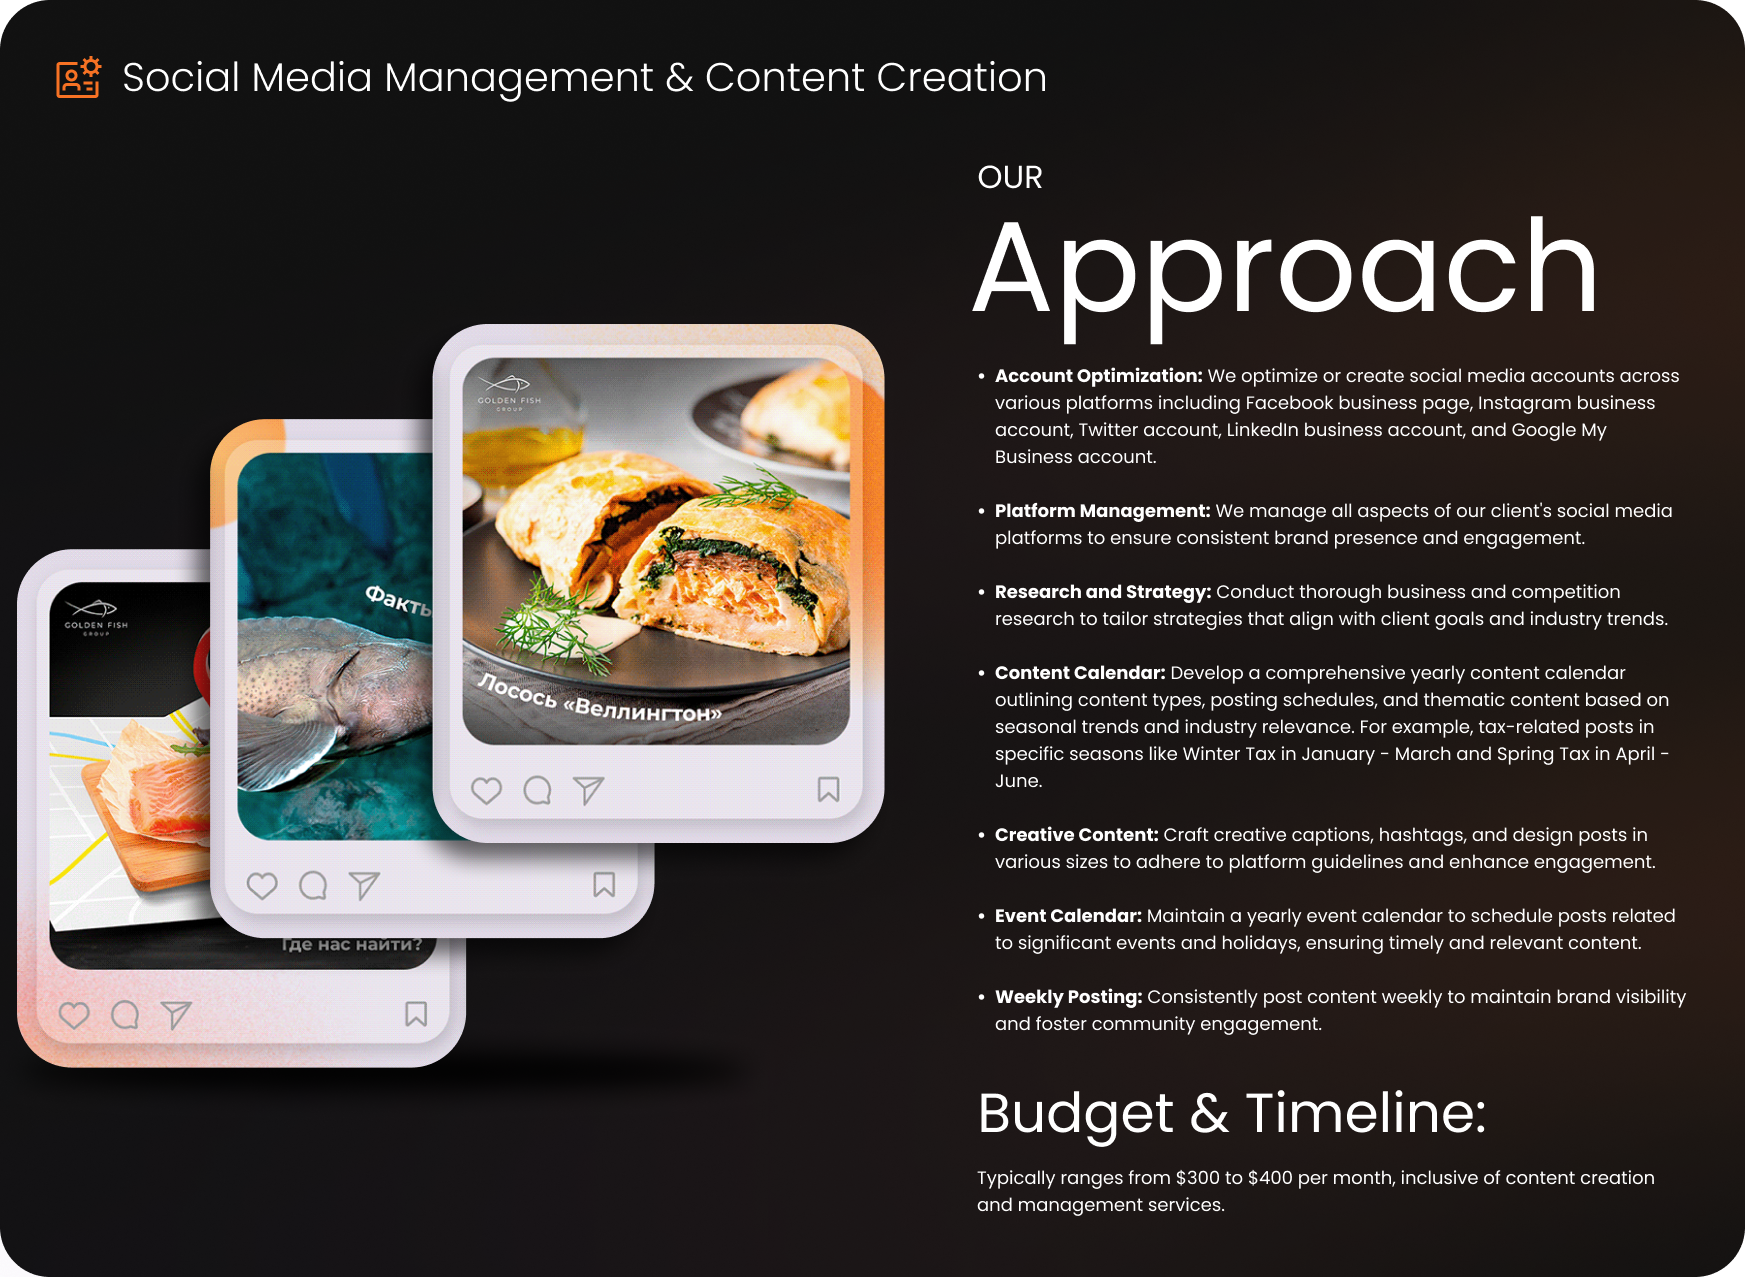 Social Media Management & Content Creation
OUR
Approach
• Account Optimization: We optimize or create social media accounts across
various platforms including Facebook business page, Instagram business
account, Twitter account, LinkedIn business account, and Google My
Business account.
• Platform Management: We manage all aspects of our client's social media
platforms to ensure consistent brand presence and engagement.
• Research and Strategy: Conduct thorough business and competition
research to tailor strategies that align with client goals and industry trends.
• Content Calendar: Develop a comprehensive yearly content calendar
outlining content types, posting schedules, and thematic content based on
seasonal trends and industry relevance. For example, tax-related posts in
specific seasons like Winter Tax in January - March and Spring Tax in April -
June.
• Creative Content: Craft creative captions, hashtags, and design posts in
various sizes to adhere to platform guidelines and enhance engagement.
• Event Calendar: Maintain a yearly event calendar to schedule posts related
to significant events and holidays, ensuring timely and relevant content.
• Weekly Posting: Consistently post content weekly to maintain brand visibility
and foster community engagement.
Budget & Timeline:
Typically ranges from $300 to $400 per month, inclusive of content creation
and management services.
GOLDEN FISH
GROUP
Лосось «Веллингтон»
Факты
GOLDEN FISH
GROUP
Где нас найти?